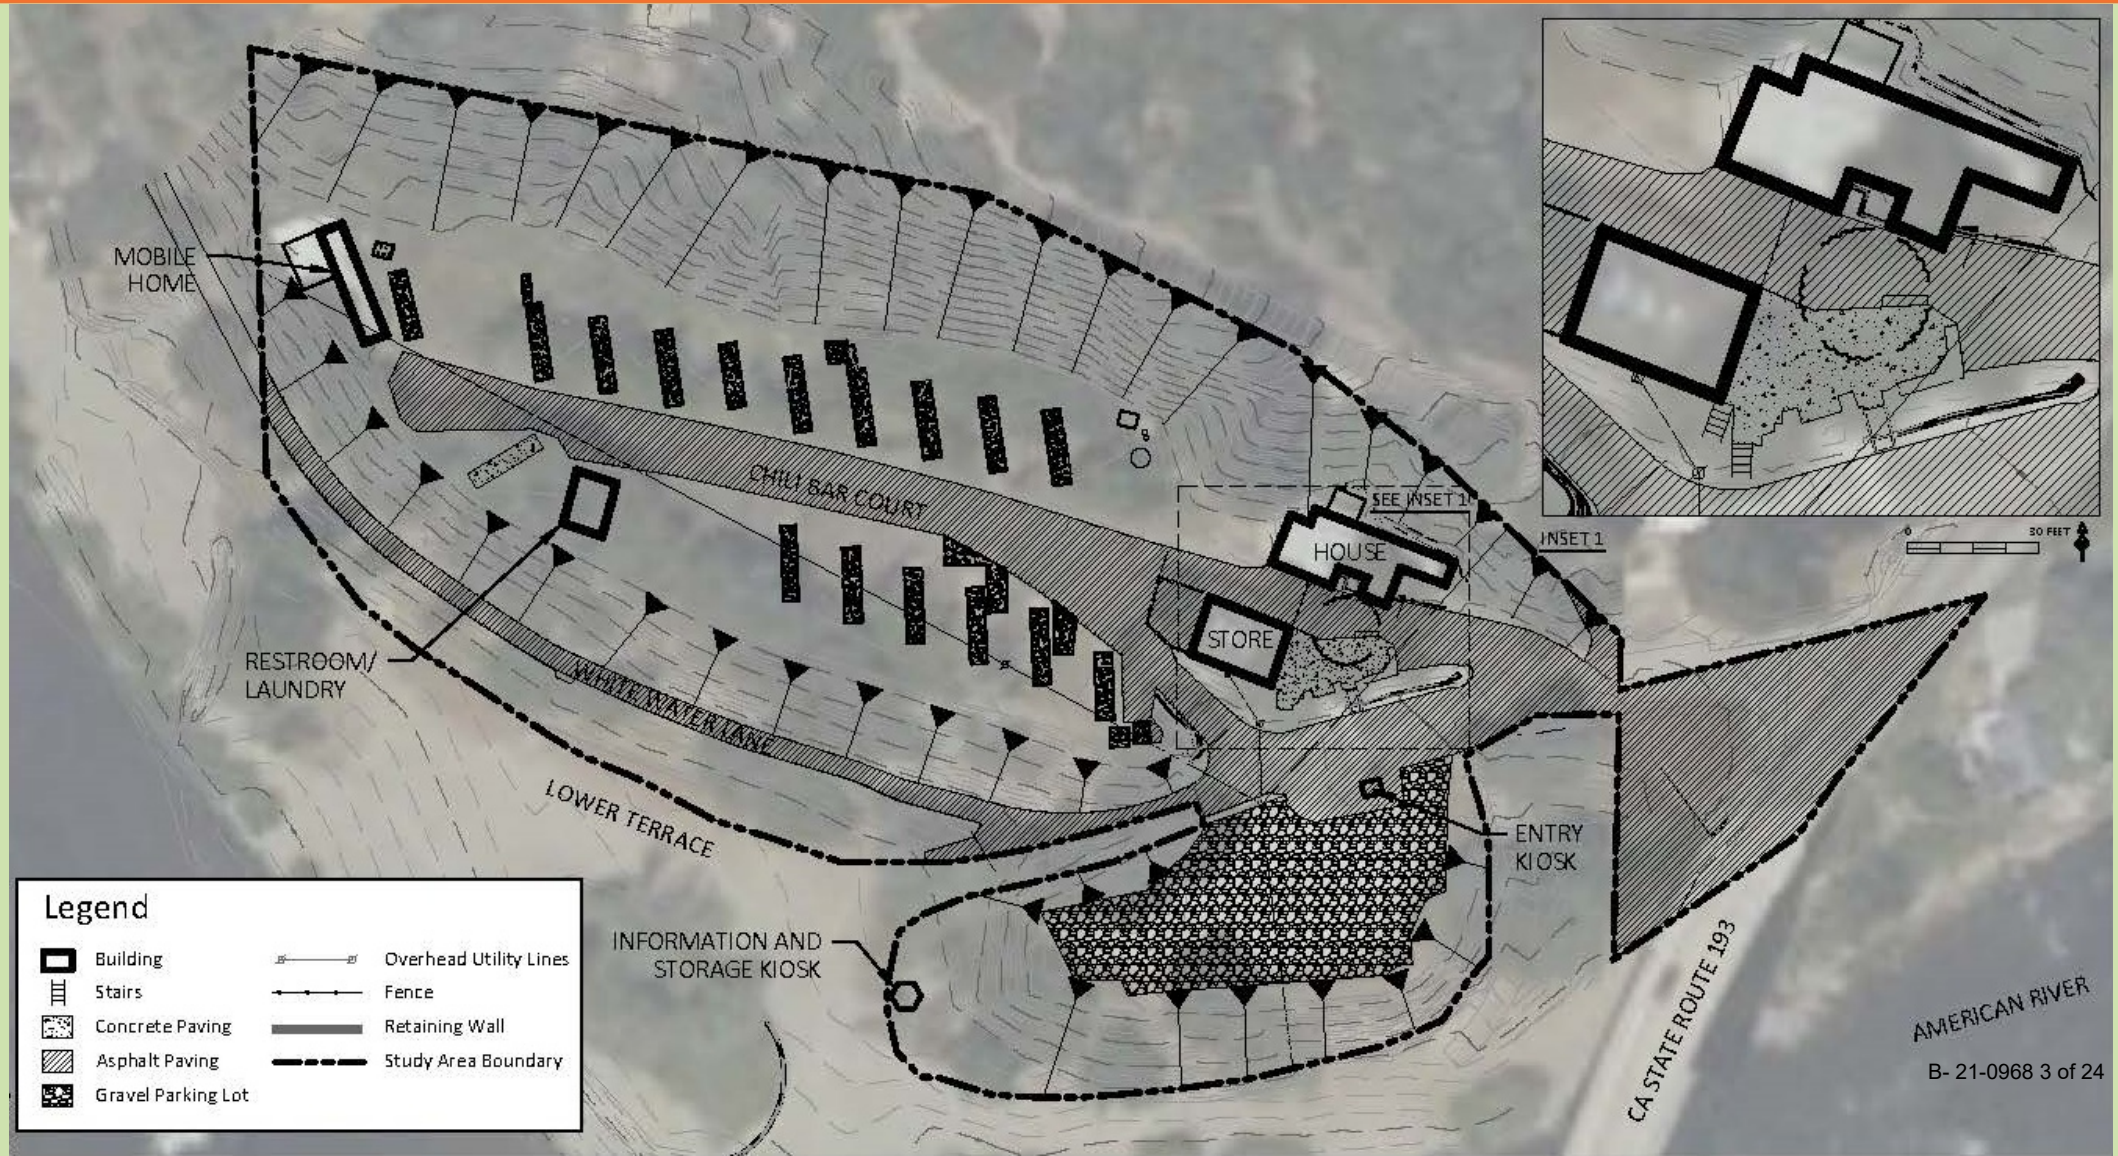 MOBILE
HOME
CHILI BAR COURT
SEE INSET 1
HOUSE
STORE
INSET 1
0
30 FEET
RESTROOM/
LAUNDRY
WHITE WATER LANE
LOWER TERRACE
ENTRY
KIOSK
INFORMATION AND
STORAGE KIOSK
CA STATE ROUTE 193
AMERICAN RIVER
B- 21-0968 3 of 24
Legend
Building
Stairs
Concrete Paving
Asphalt Paving
Gravel Parking Lot
Overhead Utility Lines
Fence
Retaining Wall
Study Area Boundary